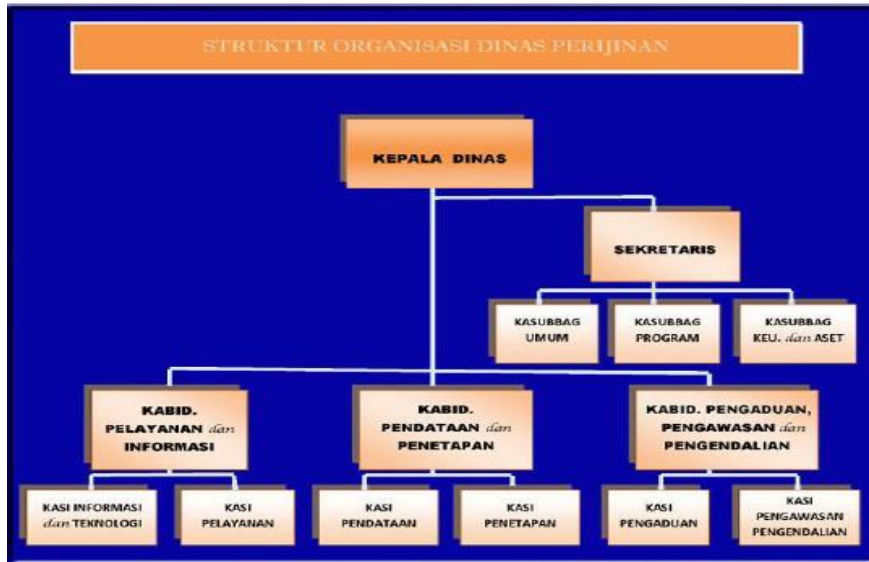 STRUKTUR ORGANISASI DINAS PERIJINAN
KEPALA DINAS
SEKRETARIS
KASUBBAG
UMUM
KASUBBAG
PROGRAM
KASUBBAG
KEU. dan ASET
KABID.
PELAYANAN dan
INFORMASI
KABID.
PENDATAAN dan
PENETAPAN
KABID. PENGADUAN,
PENGAWASAN dan
PENGENDALIAN
KASI INFORMASI
dan TEKNOLOGI
KASI
PELAYANAN
KASI
PENDATAAN
KASI
PENETAPAN
KASI
PENGADUAN
KASI
PENGAWASAN
PENGENDALIAN